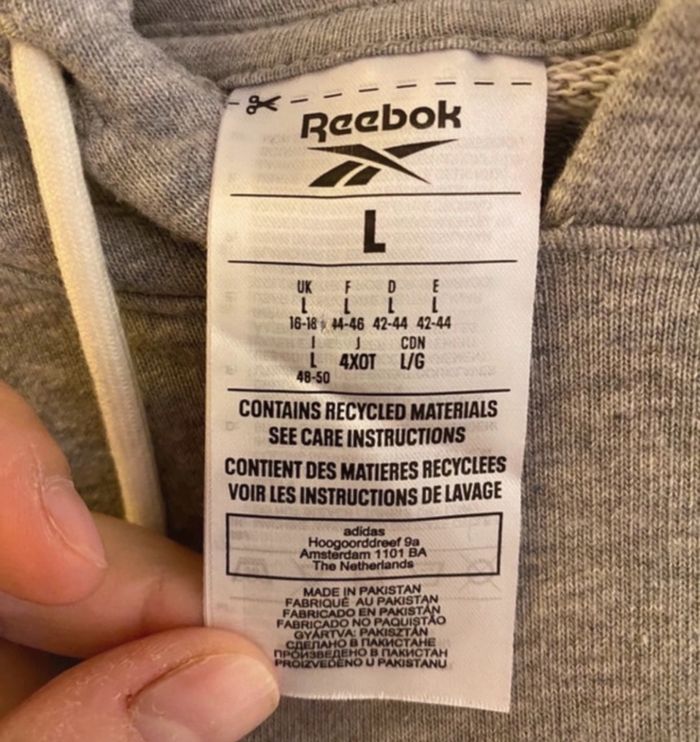 Reebok
L
UK F D E
L L L L
16-18 44-46 42-44 42-44
I J CDN
L 4XOT L/G
48-50
CONTAINS RECYCLED MATERIALS
SEE CARE INSTRUCTIONS
CONTIENT DES MATIERES RECYCLEES
VOIR LES INSTRUCTIONS DE LAVAGE
adidas
Hoogoorddreef 9a
Amsterdam 1101 BA
The Netherlands
MADE IN PAKISTAN
FABRIQUÉ AU PAKISTAN
FABRICADO EN PAKISTÁN
FABRICADO NO PAQUISTÃO
GYÁRTVA: PAKISZTÁN
СДЕЛАНО В ПАКИСТАНЕ
ПРОИЗВЕДЕНО В ПАКИСТАН
PROIZVEDENO U PAKISTANU